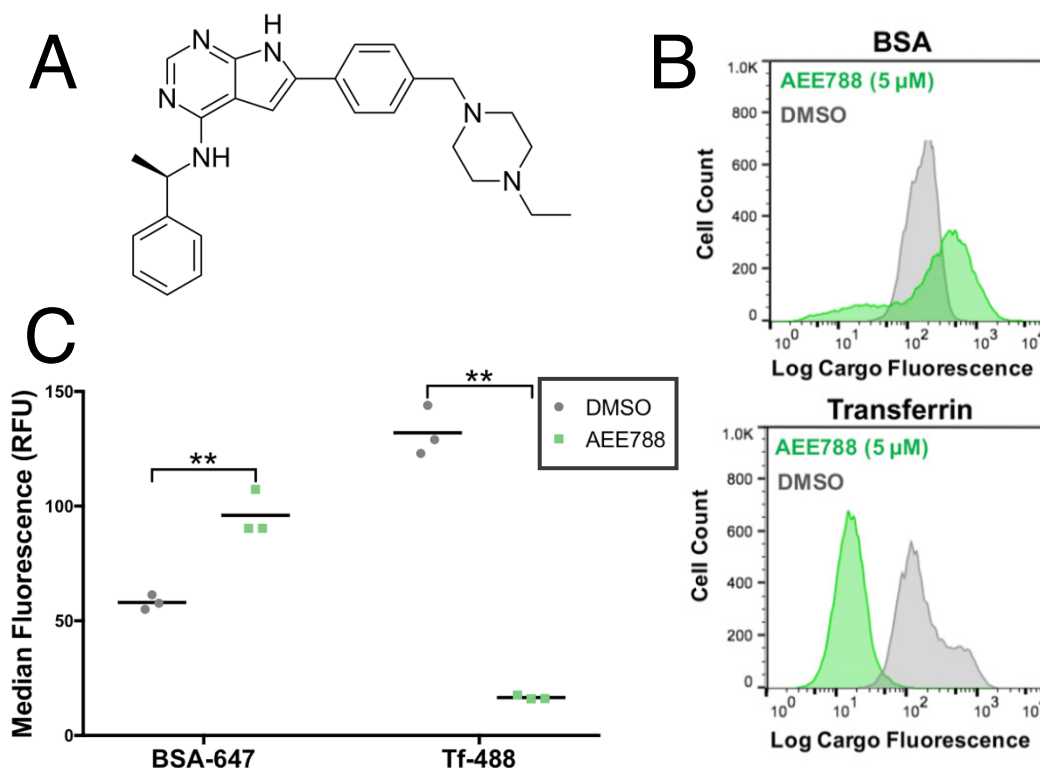 A
H
N
N
N
NH
N
N
B
BSA
AEE788 (5 µM)
DMSO
1.0K
800
600
400
200
0
Cell Count
10⁰ 10¹ 10² 10³ 10⁴
Log Cargo Fluorescence
Transferrin
AEE788 (5 µM)
DMSO
1.0K
800
600
400
200
0
Cell Count
10⁰ 10¹ 10² 10³ 10
Log Cargo Fluorescence
C
Median Fluorescence (RFU)
150
100
50
0
**
**
DMSO
AEE788
BSA-647 Tf-488